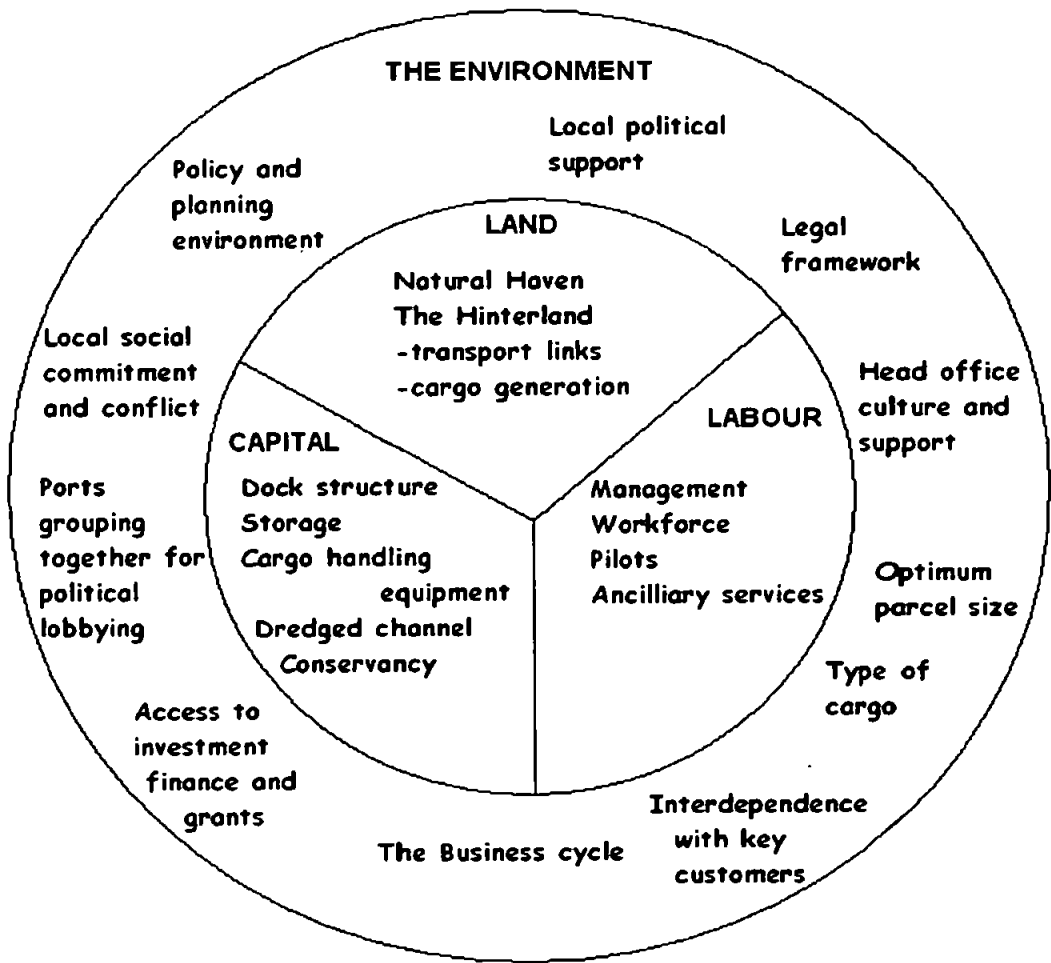 THE ENVIRONMENT
Local political
support
Policy and
planning
environment
Legal
framework
Local social
commitment
and conflict
Head office
culture and
support
Ports
grouping
together for
political
lobbying
Optimum
parcel size
Type of
cargo
Access to
investment
finance and
grants
Interdependence
with key
customers
The Business cycle
LAND
Natural Haven
The Hinterland
-transport links
-cargo generation
CAPITAL
Dock structure
Storage
Cargo handling
equipment
Dredged channel
Conservancy
LABOUR
Management
Workforce
Pilots
Ancilliary services